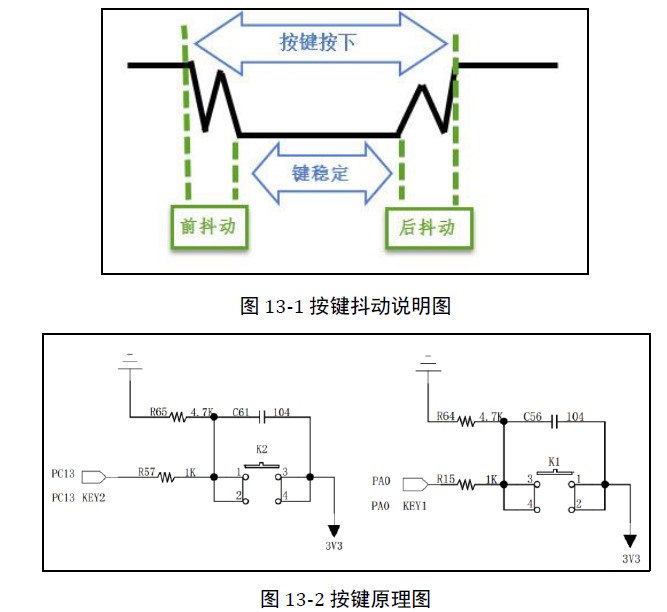 按键按下
键稳定
前抖动
后抖动
图 13-1 按键抖动说明图
R65 4.7K C61 104
K2
PC13 R57 1K 1 3
PC13 KEY2 2 4
3V3
R64 4.7K C56 104
K1
PA0 R15 1K 3 1
PA0 KEY1 4 2
3V3
图 13-2 按键原理图